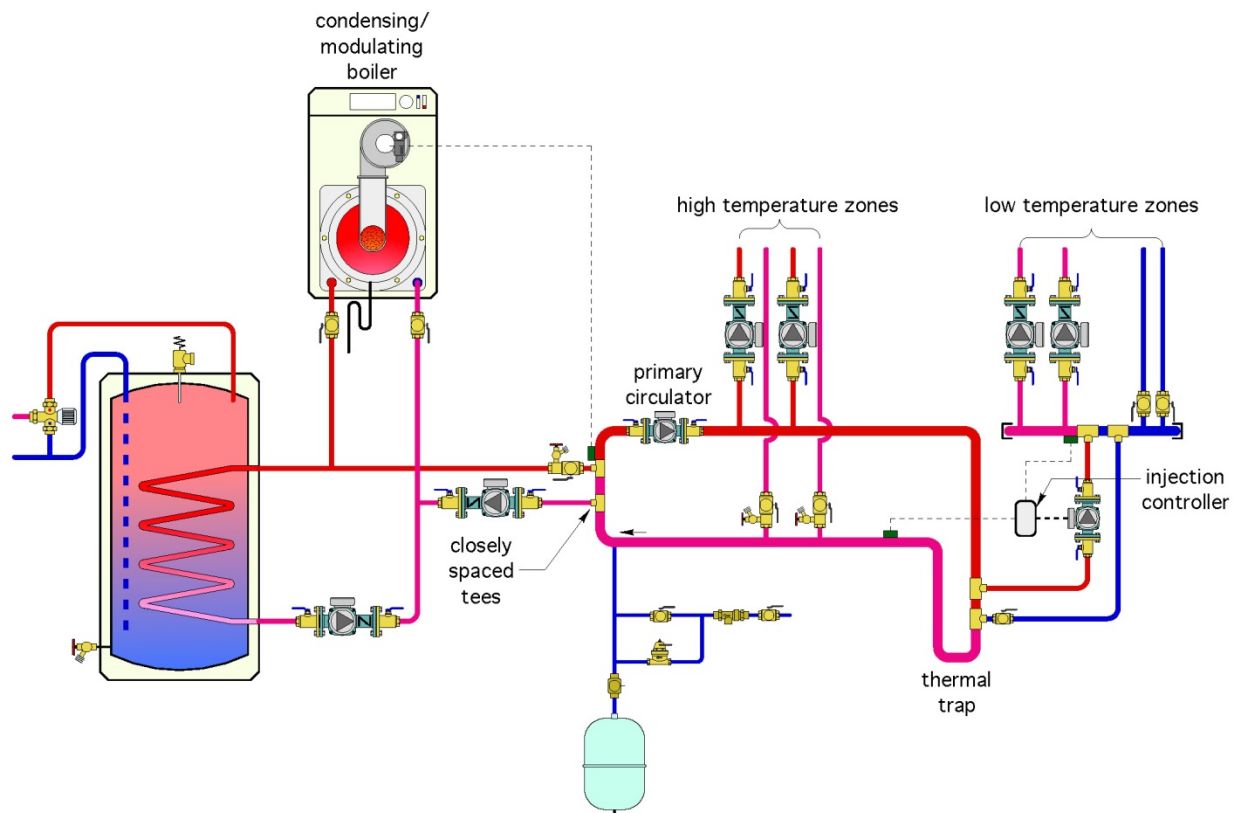 condensing/
modulating
boiler
high temperature zones
low temperature zones
primary
circulator
injection
controller
closely
spaced
tees
thermal
trap